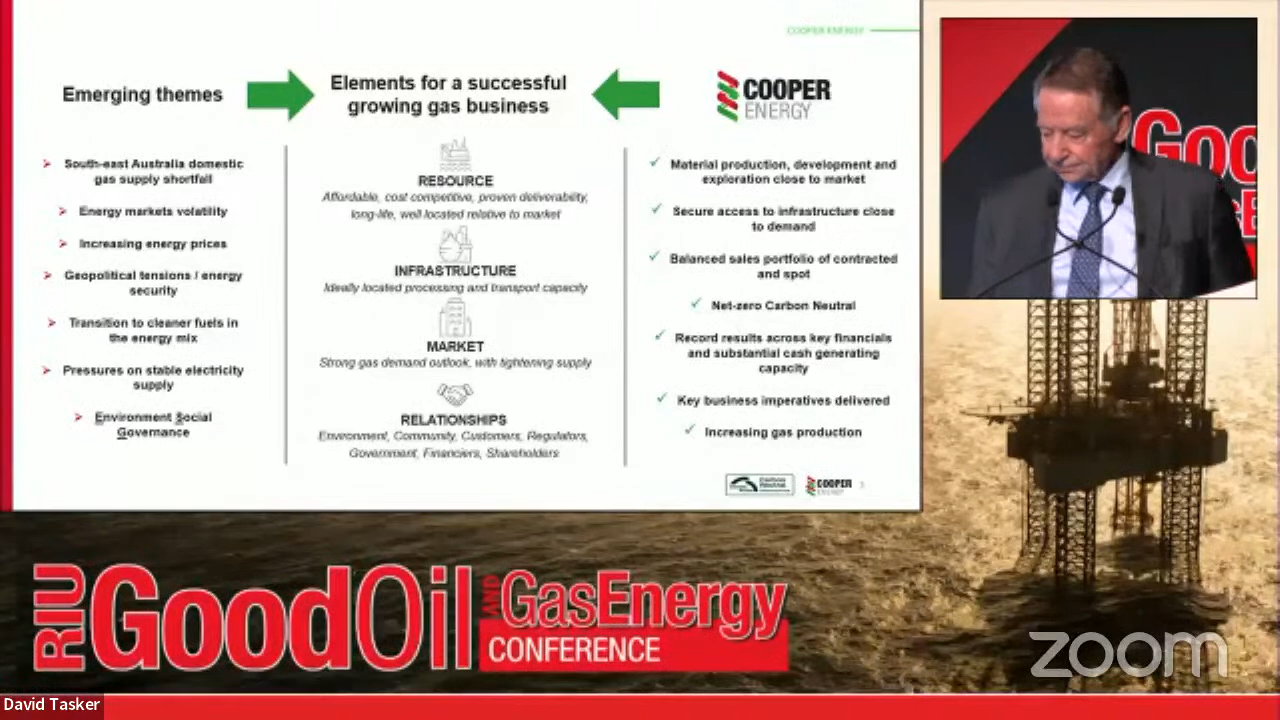 COOPER ENERGY
Emerging themes
South-east Australia domestic
gas supply shortfall
Energy markets volatility
Increasing energy prices
Geopolitical tensions / energy
security
Transition to cleaner fuels in
the energy mix
Pressures on stable electricity
supply
Environment Social
Governance
Elements for a successful
growing gas business
RESOURCE
Affordable, cost competitive, proven deliverability,
long-life, well located relative to market
INFRASTRUCTURE
Ideally located processing and transport capacity
MARKET
Strong gas demand outlook, with tightening supply
RELATIONSHIPS
Environment, Community, Customers, Regulators,
Government, Financiers, Shareholders
COOPER
ENERGY
Material production, development and
exploration close to market
Secure access to infrastructure close
to demand
Balanced sales portfolio of contracted
and spot
Net-zero Carbon Neutral
Record results across key financials
and substantial cash generating
capacity
Key business imperatives delivered
Increasing gas production
COOPER
ENERGY
Goo
RIU GoodOil AND GasEnergy
CONFERENCE
zoom
David Tasker